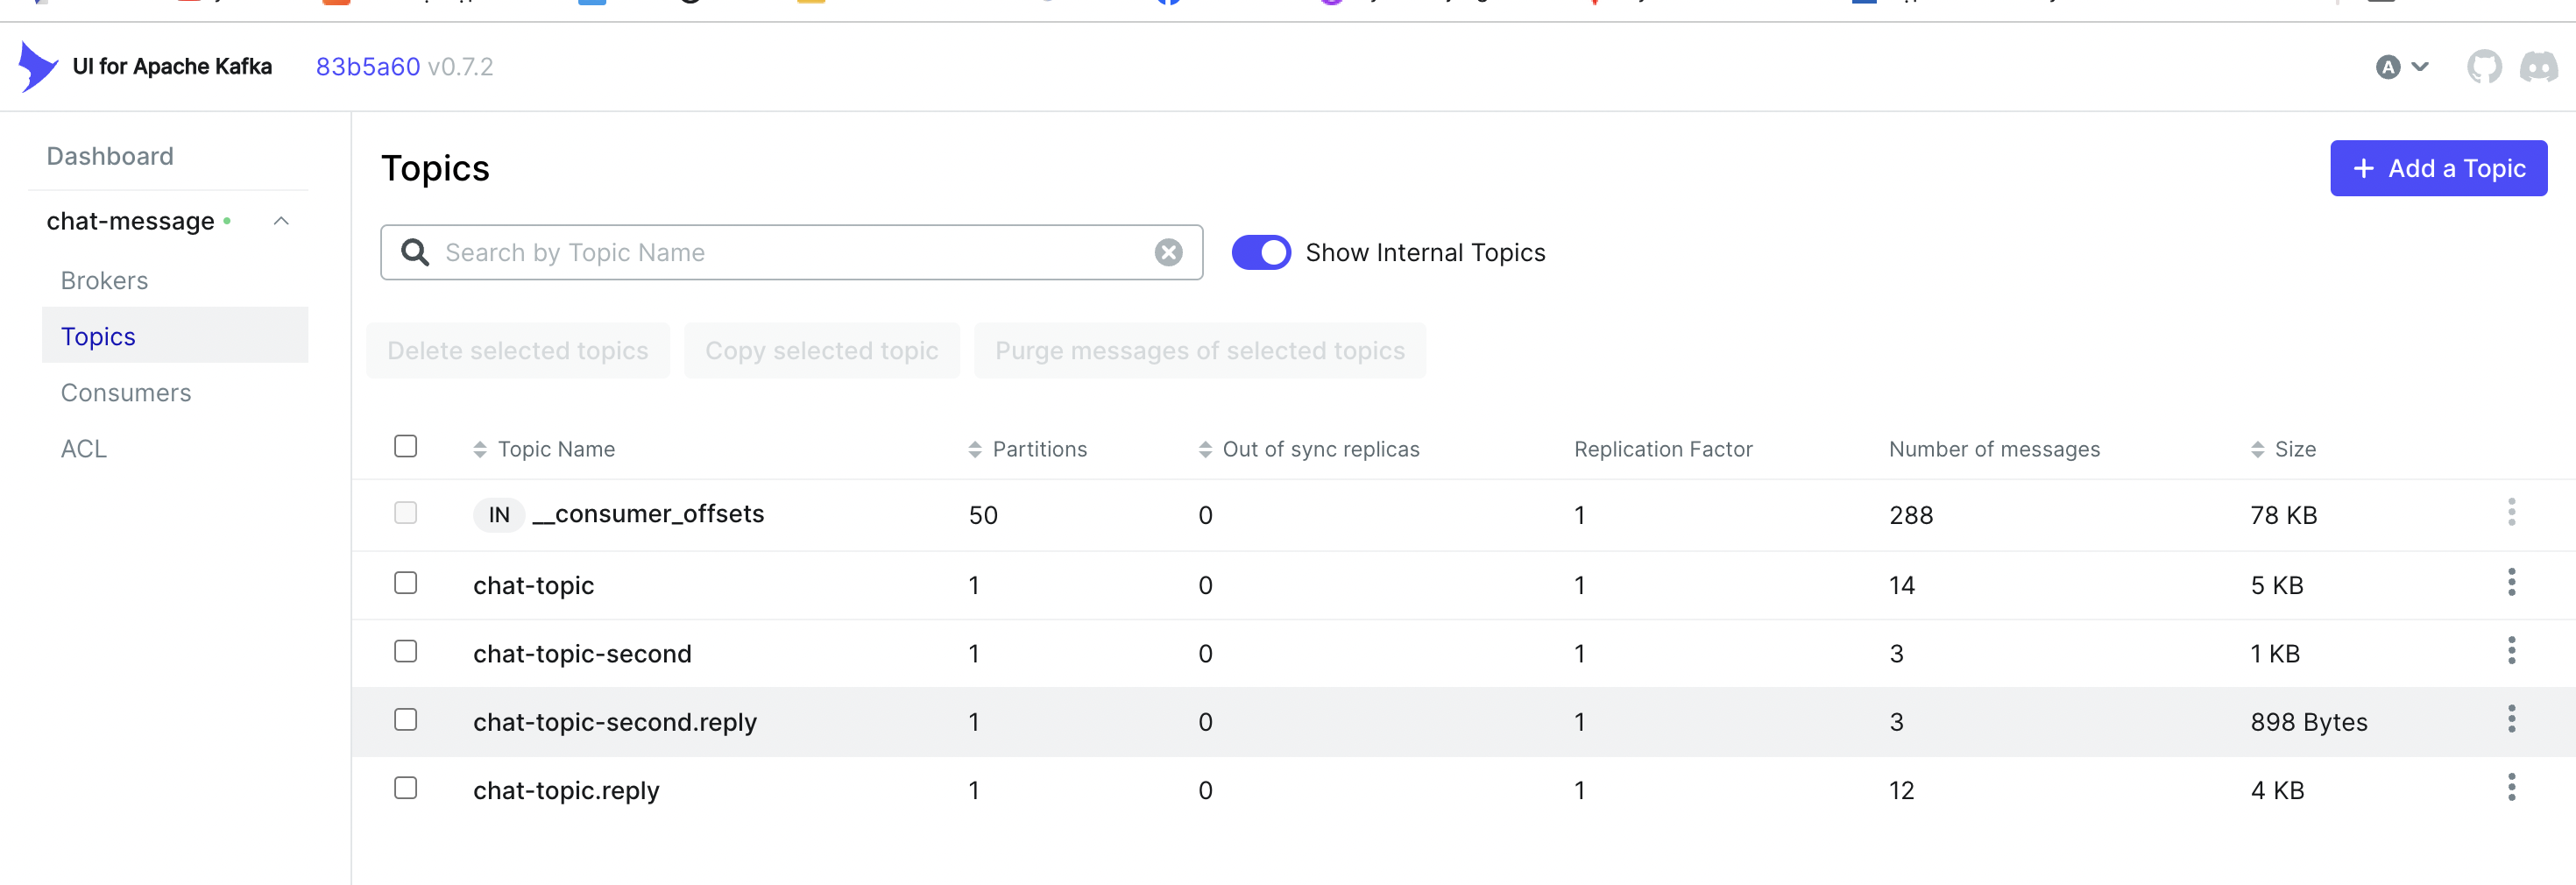 UI for Apache Kafka 83b5a60 v0.7.2 A
Dashboard
chat-message
Brokers
Topics
Consumers
ACL
Topics
+ Add a Topic
Search by Topic Name
Show Internal Topics
Delete selected topics Copy selected topic Purge messages of selected topics
Topic Name Partitions Out of sync replicas Replication Factor Number of messages Size
IN __consumer_offsets 50 0 1 288 78 KB
chat-topic 1 0 1 14 5 KB
chat-topic-second 1 0 1 3 1 KB
chat-topic-second.reply 1 0 1 3 898 Bytes
chat-topic.reply 1 0 1 12 4 KB